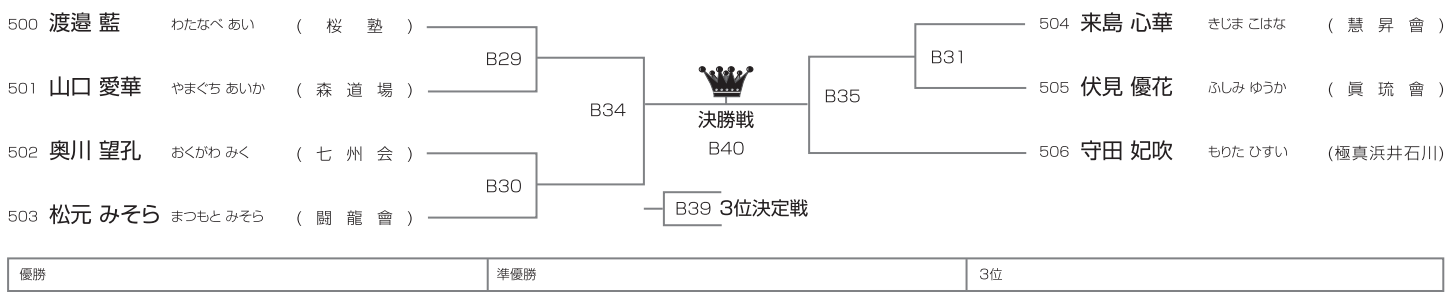 500 渡邉 藍 わたなべ あい (桜塾)
501 山口 愛華 やまぐち あいか (森道場)
B29
502 奥川 望孔 おくがわ みく (七州会)
503 松元 みそら まつもと みそら (闘龍會)
B30
B34
決勝戦
B40
B39 3位決定戦
504 来島 心華 きじま こはな (慧昇會)
505 伏見 優花 ふしみ ゆうか (眞琉會)
B31
B35
506 守田 妃吹 もりた ひすい (極真浜井石川)
優勝
準優勝
3位